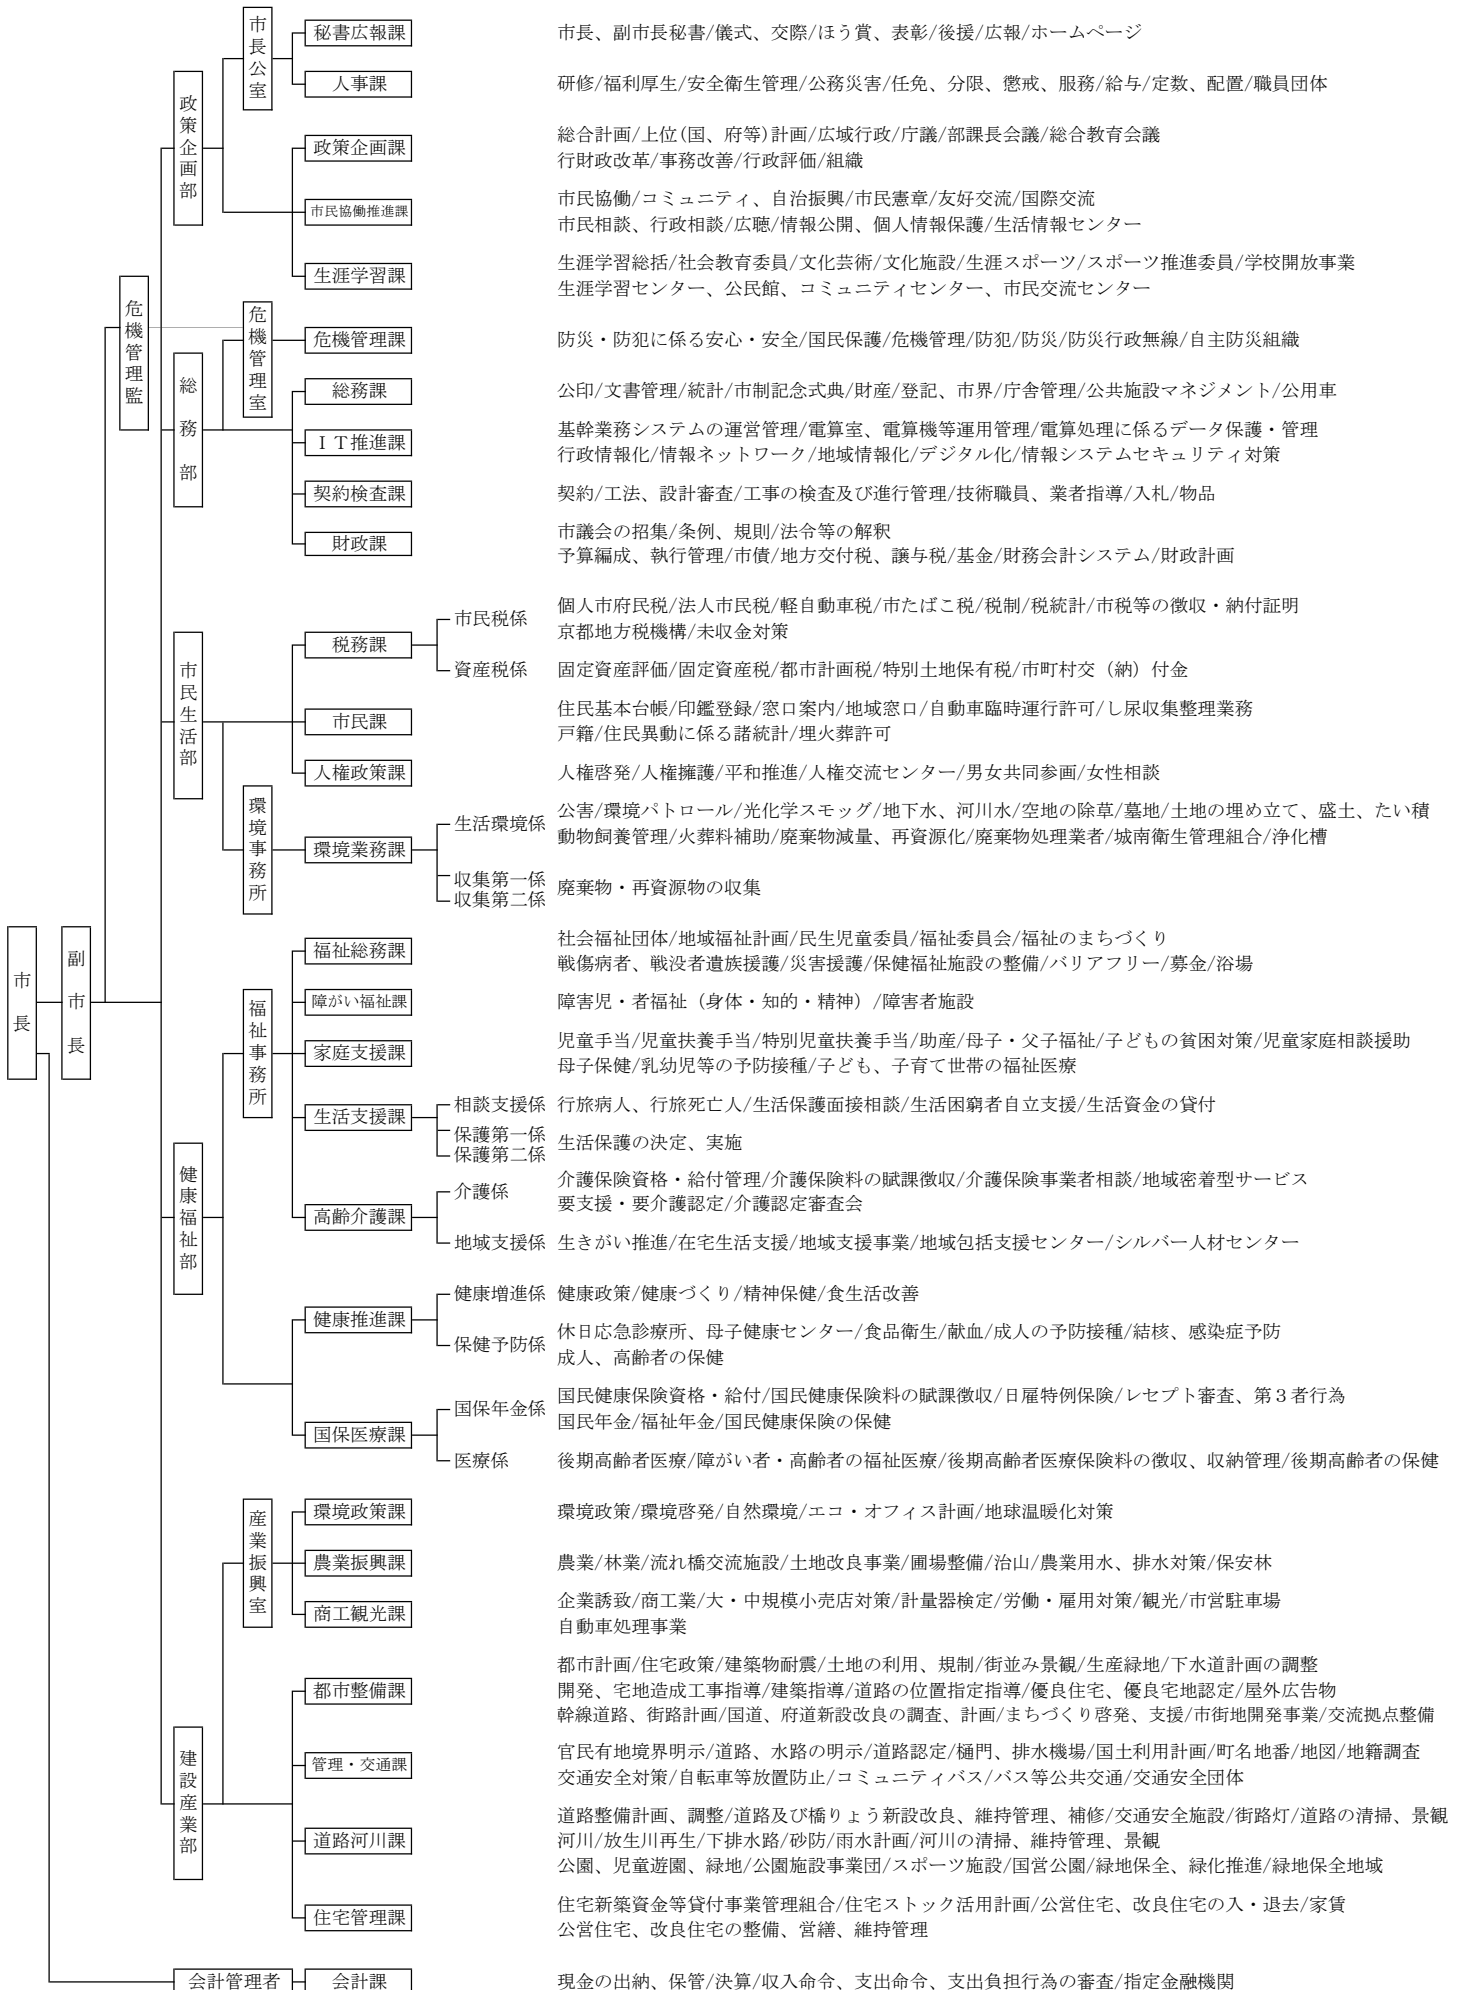 市長
副市長
危機管理監
政策企画部
市長公室
秘書広報課
市長、副市長秘書/儀式、交際/ほう賞、表彰/後援/広報/ホームページ
人事課
研修/福利厚生/安全衛生管理/公務災害/任免、分限、懲戒、服務/給与/定数、配置/職員団体
政策企画課
総合計画/上位(国、府等)計画/広域行政/庁議/部課長会議/総合教育会議
行財政改革/事務改善/行政評価/組織
市民協働推進課
市民協働/コミュニティ、自治振興/市民憲章/友好交流/国際交流
市民相談、行政相談/広聴/情報公開、個人情報保護/生活情報センター
生涯学習課
生涯学習総括/社会教育委員/文化芸術/文化施設/生涯スポーツ/スポーツ推進委員/学校開放事業
生涯学習センター、公民館、コミュニティセンター、市民交流センター
総務部
危機管理室
危機管理課
防災・防犯に係る安心・安全/国民保護/危機管理/防犯/防災/防災行政無線/自主防災組織
総務課
公印/文書管理/統計/市制記念式典/財産/登記、市界/庁舎管理/公共施設マネジメント/公用車
IT推進課
基幹業務システムの運営管理/電算室、電算機等運用管理/電算処理に係るデータ保護・管理
行政情報化/情報ネットワーク/地域情報化/デジタル化/情報システムセキュリティ対策
契約検査課
契約/工法、設計審査/工事の検査及び進行管理/技術職員、業者指導/入札/物品
財政課
市議会の招集/条例、規則/法令等の解釈
予算編成、執行管理/市債/地方交付税、譲与税/基金/財務会計システム/財政計画
市民生活部
税務課
市民税係
個人市府民税/法人市民税/軽自動車税/市たばこ税/税制/税統計/市税等の徴収・納付証明
京都地方税機構/未収金対策
資産税係
固定資産評価/固定資産税/都市計画税/特別土地保有税/市町村交（納）付金
市民課
住民基本台帳/印鑑登録/窓口案内/地域窓口/自動車臨時運行許可/し尿収集整理業務
戸籍/住民異動に係る諸統計/埋火葬許可
人権政策課
人権啓発/人権擁護/平和推進/人権交流センター/男女共同参画/女性相談
環境事務所
環境業務課
生活環境係
公害/環境パトロール/光化学スモッグ/地下水、河川水/空地の除草/墓地/土地の埋め立て、盛土、たい積
動物飼養管理/火葬料補助/廃棄物減量、再資源化/廃棄物処理業者/城南衛生管理組合/浄化槽
収集第一係
収集第二係
廃棄物・再資源物の収集
健康福祉部
福祉事務所
福祉総務課
社会福祉団体/地域福祉計画/民生児童委員/福祉委員会/福祉のまちづくり
戦傷病者、戦没者遺族援護/災害援護/保健福祉施設の整備/バリアフリー/募金/浴場
障がい福祉課
障害児・者福祉（身体・知的・精神）/障害者施設
家庭支援課
児童手当/児童扶養手当/特別児童扶養手当/助産/母子・父子福祉/子どもの貧困対策/児童家庭相談援助
母子保健/乳幼児等の予防接種/子ども、子育て世帯の福祉医療
生活支援課
相談支援係
行旅病人、行旅死亡人/生活保護面接相談/生活困窮者自立支援/生活資金の貸付
保護第一係
保護第二係
生活保護の決定、実施
高齢介護課
介護係
介護保険資格・給付管理/介護保険料の賦課徴収/介護保険事業者相談/地域密着型サービス
要支援・要介護認定/介護認定審査会
地域支援係
生きがい推進/在宅生活支援/地域支援事業/地域包括支援センター/シルバー人材センター
健康推進課
健康増進係
健康政策/健康づくり/精神保健/食生活改善
保健予防係
休日応急診療所、母子健康センター/食品衛生/献血/成人の予防接種/結核、感染症予防
成人、高齢者の保健
国保医療課
国保年金係
国民健康保険資格・給付/国民健康保険料の賦課徴収/日雇特例保険/レセプト審査、第３者行為
国民年金/福祉年金/国民健康保険の保健
医療係
後期高齢者医療/障がい者・高齢者の福祉医療/後期高齢者医療保険料の徴収、収納管理/後期高齢者の保健
建設産業部
産業振興室
環境政策課
環境政策/環境啓発/自然環境/エコ・オフィス計画/地球温暖化対策
農業振興課
農業/林業/流れ橋交流施設/土地改良事業/圃場整備/治山/農業用水、排水対策/保安林
商工観光課
企業誘致/商工業/大・中規模小売店対策/計量器検定/労働・雇用対策/観光/市営駐車場
自動車処理事業
都市整備課
都市計画/住宅政策/建築物耐震/土地の利用、規制/街並み景観/生産緑地/下水道計画の調整
開発、宅地造成工事指導/建築指導/道路の位置指定指導/優良住宅、優良宅地認定/屋外広告物
幹線道路、街路計画/国道、府道新設改良の調査、計画/まちづくり啓発、支援/市街地開発事業/交流拠点整備
管理・交通課
官民有地境界明示/道路、水路の明示/道路認定/樋門、排水機場/国土利用計画/町名地番/地図/地籍調査
交通安全対策/自転車等放置防止/コミュニティバス/バス等公共交通/交通安全団体
道路河川課
道路整備計画、調整/道路及び橋りょう新設改良、維持管理、補修/交通安全施設/街路灯/道路の清掃、景観
河川/放生川再生/下排水路/砂防/雨水計画/河川の清掃、維持管理、景観
公園、児童遊園、緑地/公園施設事業団/スポーツ施設/国営公園/緑地保全、緑化推進/緑地保全地域
住宅管理課
住宅新築資金等貸付事業管理組合/住宅ストック活用計画/公営住宅、改良住宅の入・退去/家賃
公営住宅、改良住宅の整備、営繕、維持管理
会計管理者
会計課
現金の出納、保管/決算/収入命令、支出命令、支出負担行為の審査/指定金融機関